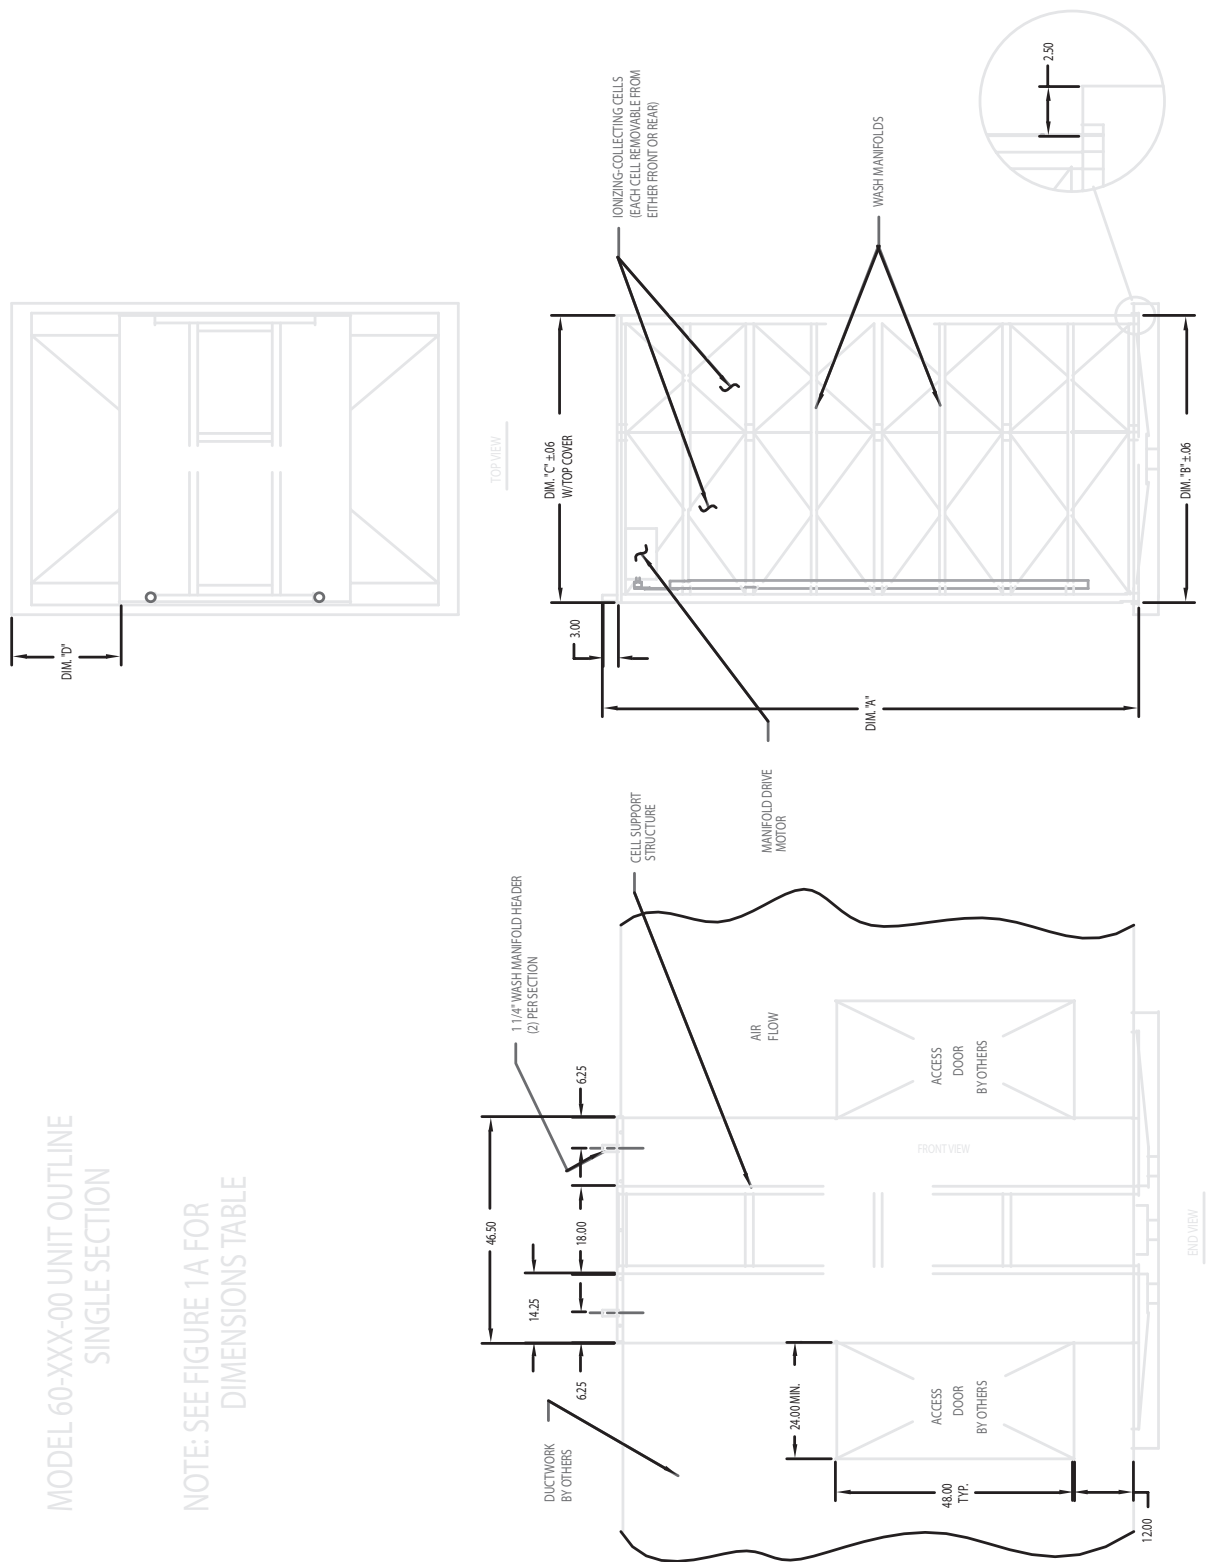 MODEL 60-XXX-00 UNIT OUTLINE
SINGLE SECTION
NOTE: SEE FIGURE 1A FOR
DIMENSIONS TABLE
DIM. "D"
TOP VIEW
DUCTWORK
BY OTHERS
6.25
14.25
46.50
18.00
6.25
1 1/4" WASH MANIFOLD HEADER
(2) PER SECTION
CELL SUPPORT
STRUCTURE
AIR
FLOW
24.00 MIN.
48.00
TYP.
12.00
ACCESS
DOOR
BY OTHERS
ACCESS
DOOR
BY OTHERS
FRONT VIEW
END VIEW
MANIFOLD DRIVE
MOTOR
3.00
DIM. "A"
DIM. "C" ±.06
W/TOP COVER
DIM. "B" ±.06
IONIZING-COLLECTING CELLS
(EACH CELL REMOVABLE FROM
EITHER FRONT OR REAR)
WASH MANIFOLDS
2.50